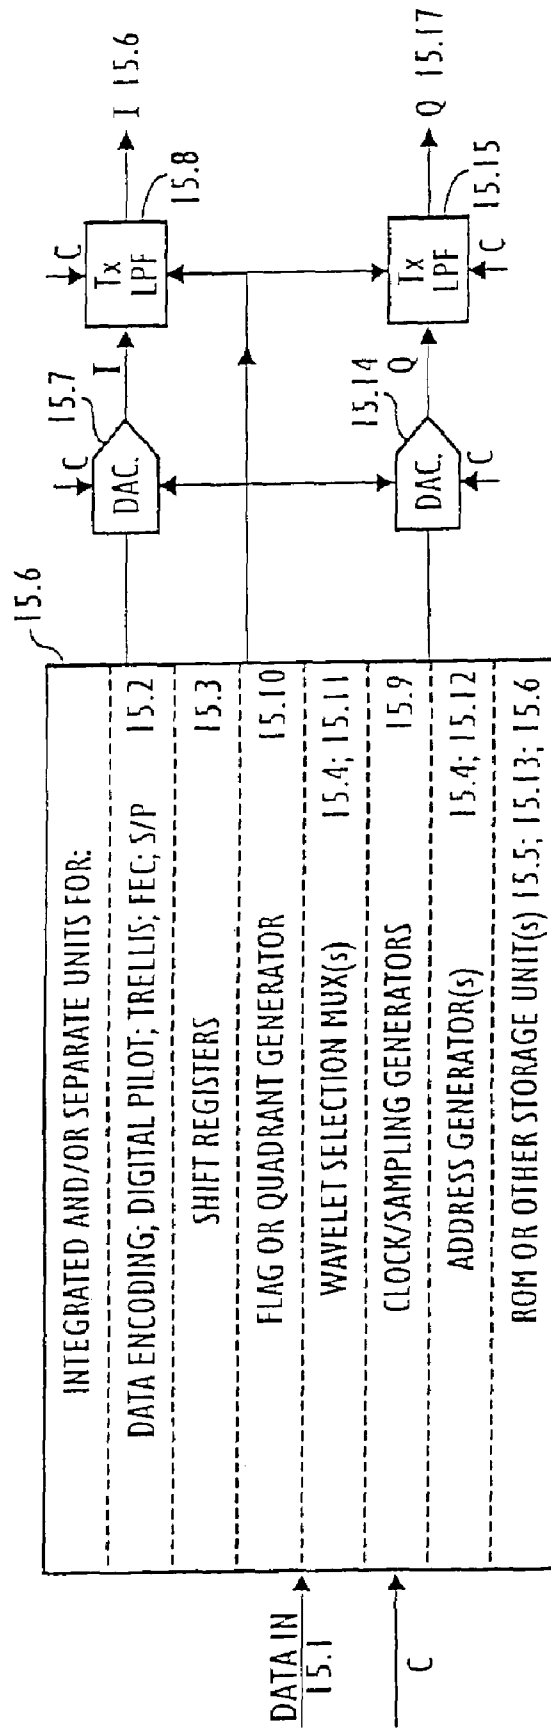 15.6
INTEGRATED AND/OR SEPARATE UNITS FOR:
DATA ENCODING; DIGITAL PILOT; TRELLIS; FEC; S/P 15.2
SHIFT REGISTERS 15.3
FLAG OR QUADRANT GENERATOR 15.10
WAVELET SELECTION MUX(s) 15.4; 15.11
CLOCK/SAMPLING GENERATORS 15.9
ADDRESS GENERATOR(s) 15.4; 15.12
ROM OR OTHER STORAGE UNIT(s) 15.5; 15.13; 15.6
DATA IN
15.1
C
C
15.7
DAC.
I
C
Tx
LPF
15.8
I 15.6
15.14
DAC.
C
Q
Tx
LPF
15.15
C
Q 15.17